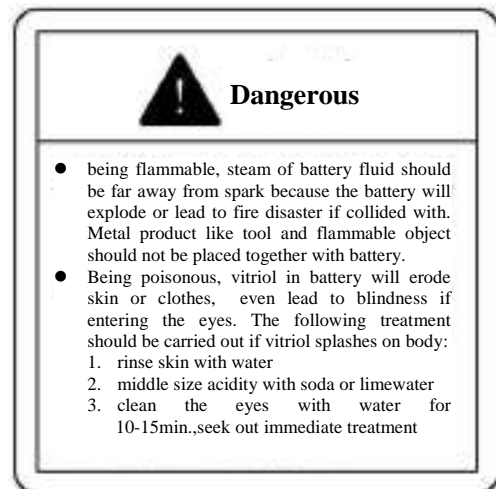 Dangerous
● being flammable, steam of battery fluid should
be far away from spark because the battery will
explode or lead to fire disaster if collided with.
Metal product like tool and flammable object
should not be placed together with battery.
● Being poisonous, vitriol in battery will erode
skin or clothes, even lead to blindness if
entering the eyes. The following treatment
should be carried out if vitriol splashes on body:
1. rinse skin with water
2. middle size acidity with soda or limewater
3. clean the eyes with water for
10-15min.,seek out immediate treatment